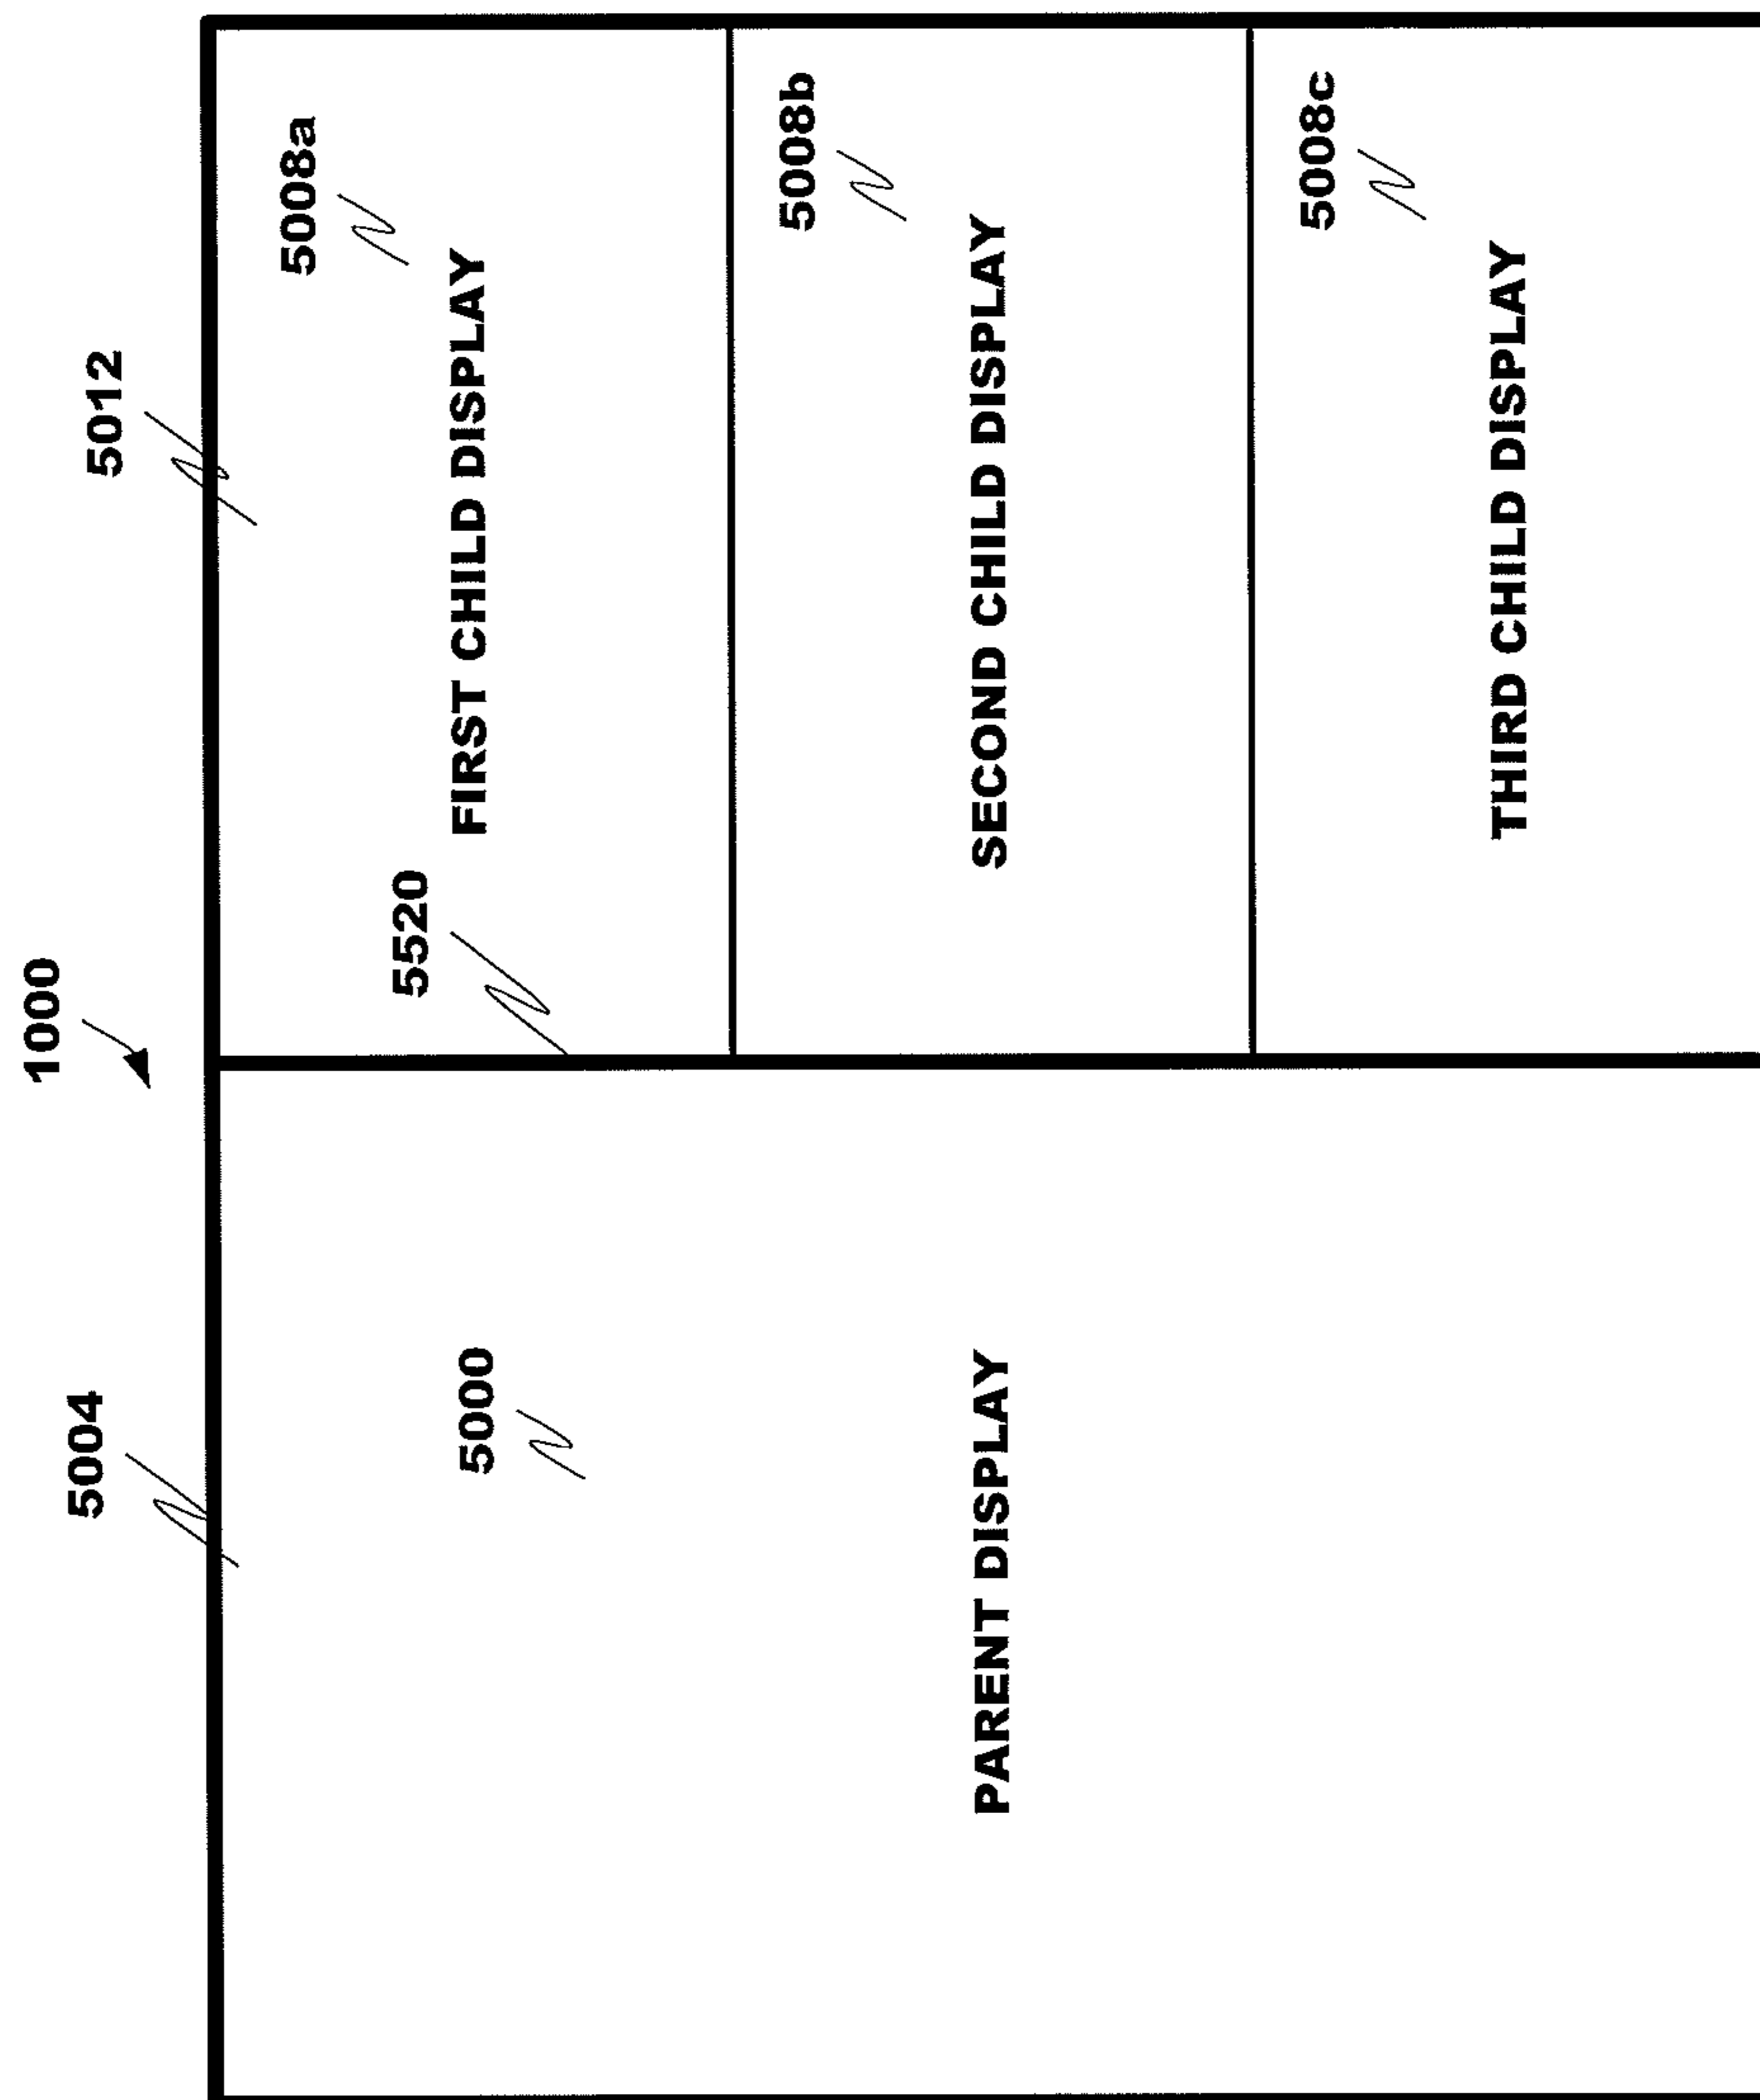 1000
5004
5012
5000
PARENT DISPLAY
5520
5008a
FIRST CHILD DISPLAY
5008b
SECOND CHILD DISPLAY
5008c
THIRD CHILD DISPLAY